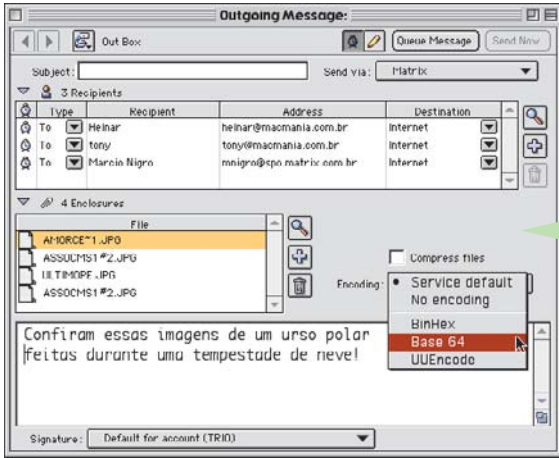 Outgoing Message:
Out Box
Queue Message
Send Now
Subject:
Send via: Matrix
3 Recipients
Type Recipient Address Destination
To Heinar heinar@macmania.com.br Internet
To tony tony@macmania.com.br Internet
To Marcio Nigro mnigro@spo.matrix.com.br Internet
4 Enclosures
File
AMORCE~1.JPG
ASSOCMS1#2.JPG
ULTIMOPE.JPG
ASSOCMS1#2.JPG
Compress files
Encoding:
Service default
No encoding
BinHex
Base 64
UUEncode
Confiram essas imagens de um urso polar
feitas durante uma tempestade de neve!
Signature: Default for account (TRIO)